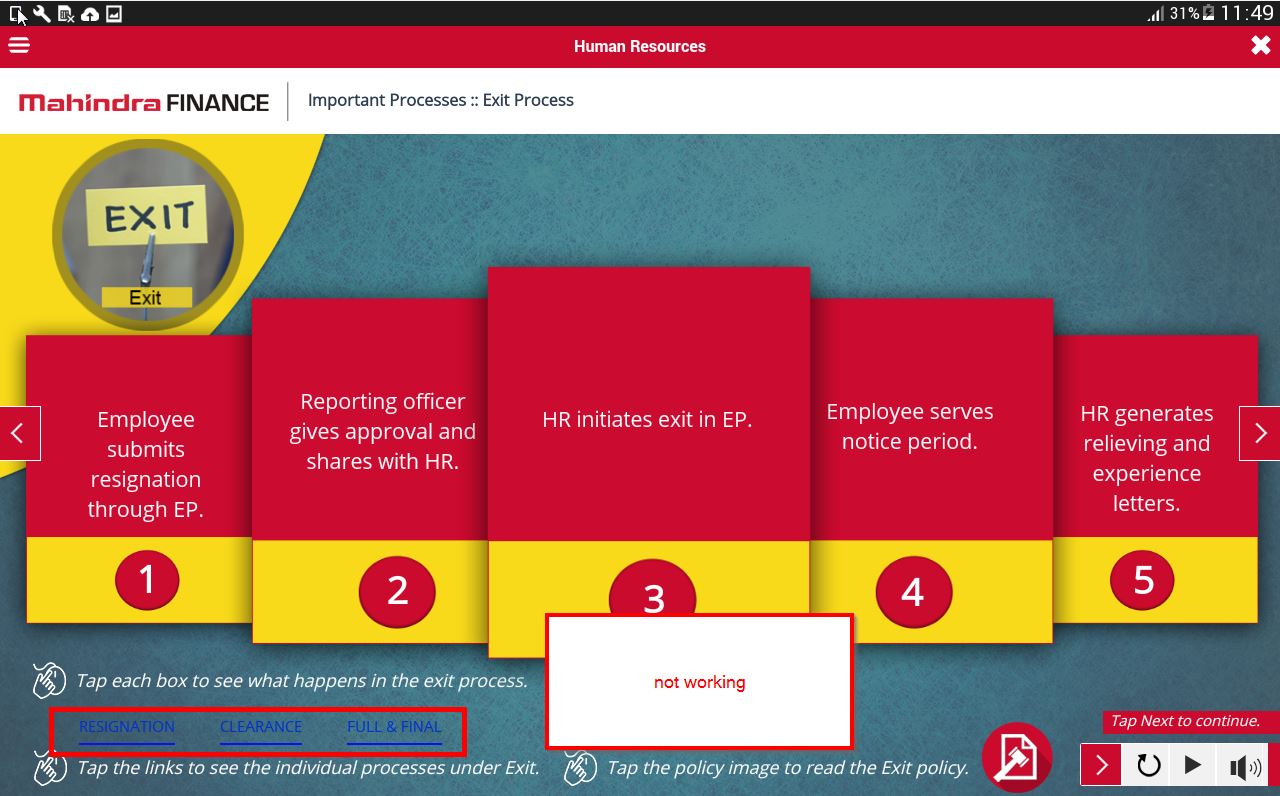 31% 11:49
Human Resources
Mahindra FINANCE
Important Processes :: Exit Process
EXIT
Exit
Employee
submits
resignation
through EP.
1
Reporting officer
gives approval and
shares with HR.
2
HR initiates exit in EP.
3
Employee serves
notice period.
4
HR generates
relieving and
experience
letters.
5
not working
Tap each box to see what happens in the exit process.
RESIGNATION CLEARANCE FULL & FINAL
Tap the links to see the individual processes under Exit.
Tap the policy image to read the Exit policy.
Tap Next to continue.